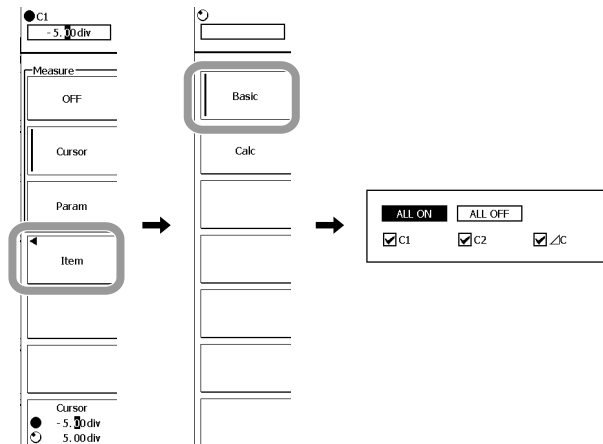 C1
-5.00div
Measure
OFF
Cursor
Param
Item
Cursor
-5.00div
5.00div
Basic
Calc
ALL ON ALL OFF
C1 C2 ⊿C